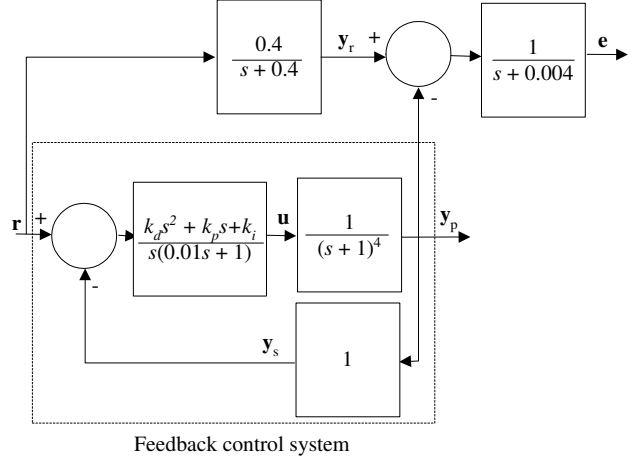 0.4
s + 0.4
y_r +
-
1
s + 0.004
e
r +
-
k_d s² + k_p s+k_i
s(0.01s + 1)
u
1
(s + 1)⁴
y_p
y_s
1
Feedback control system